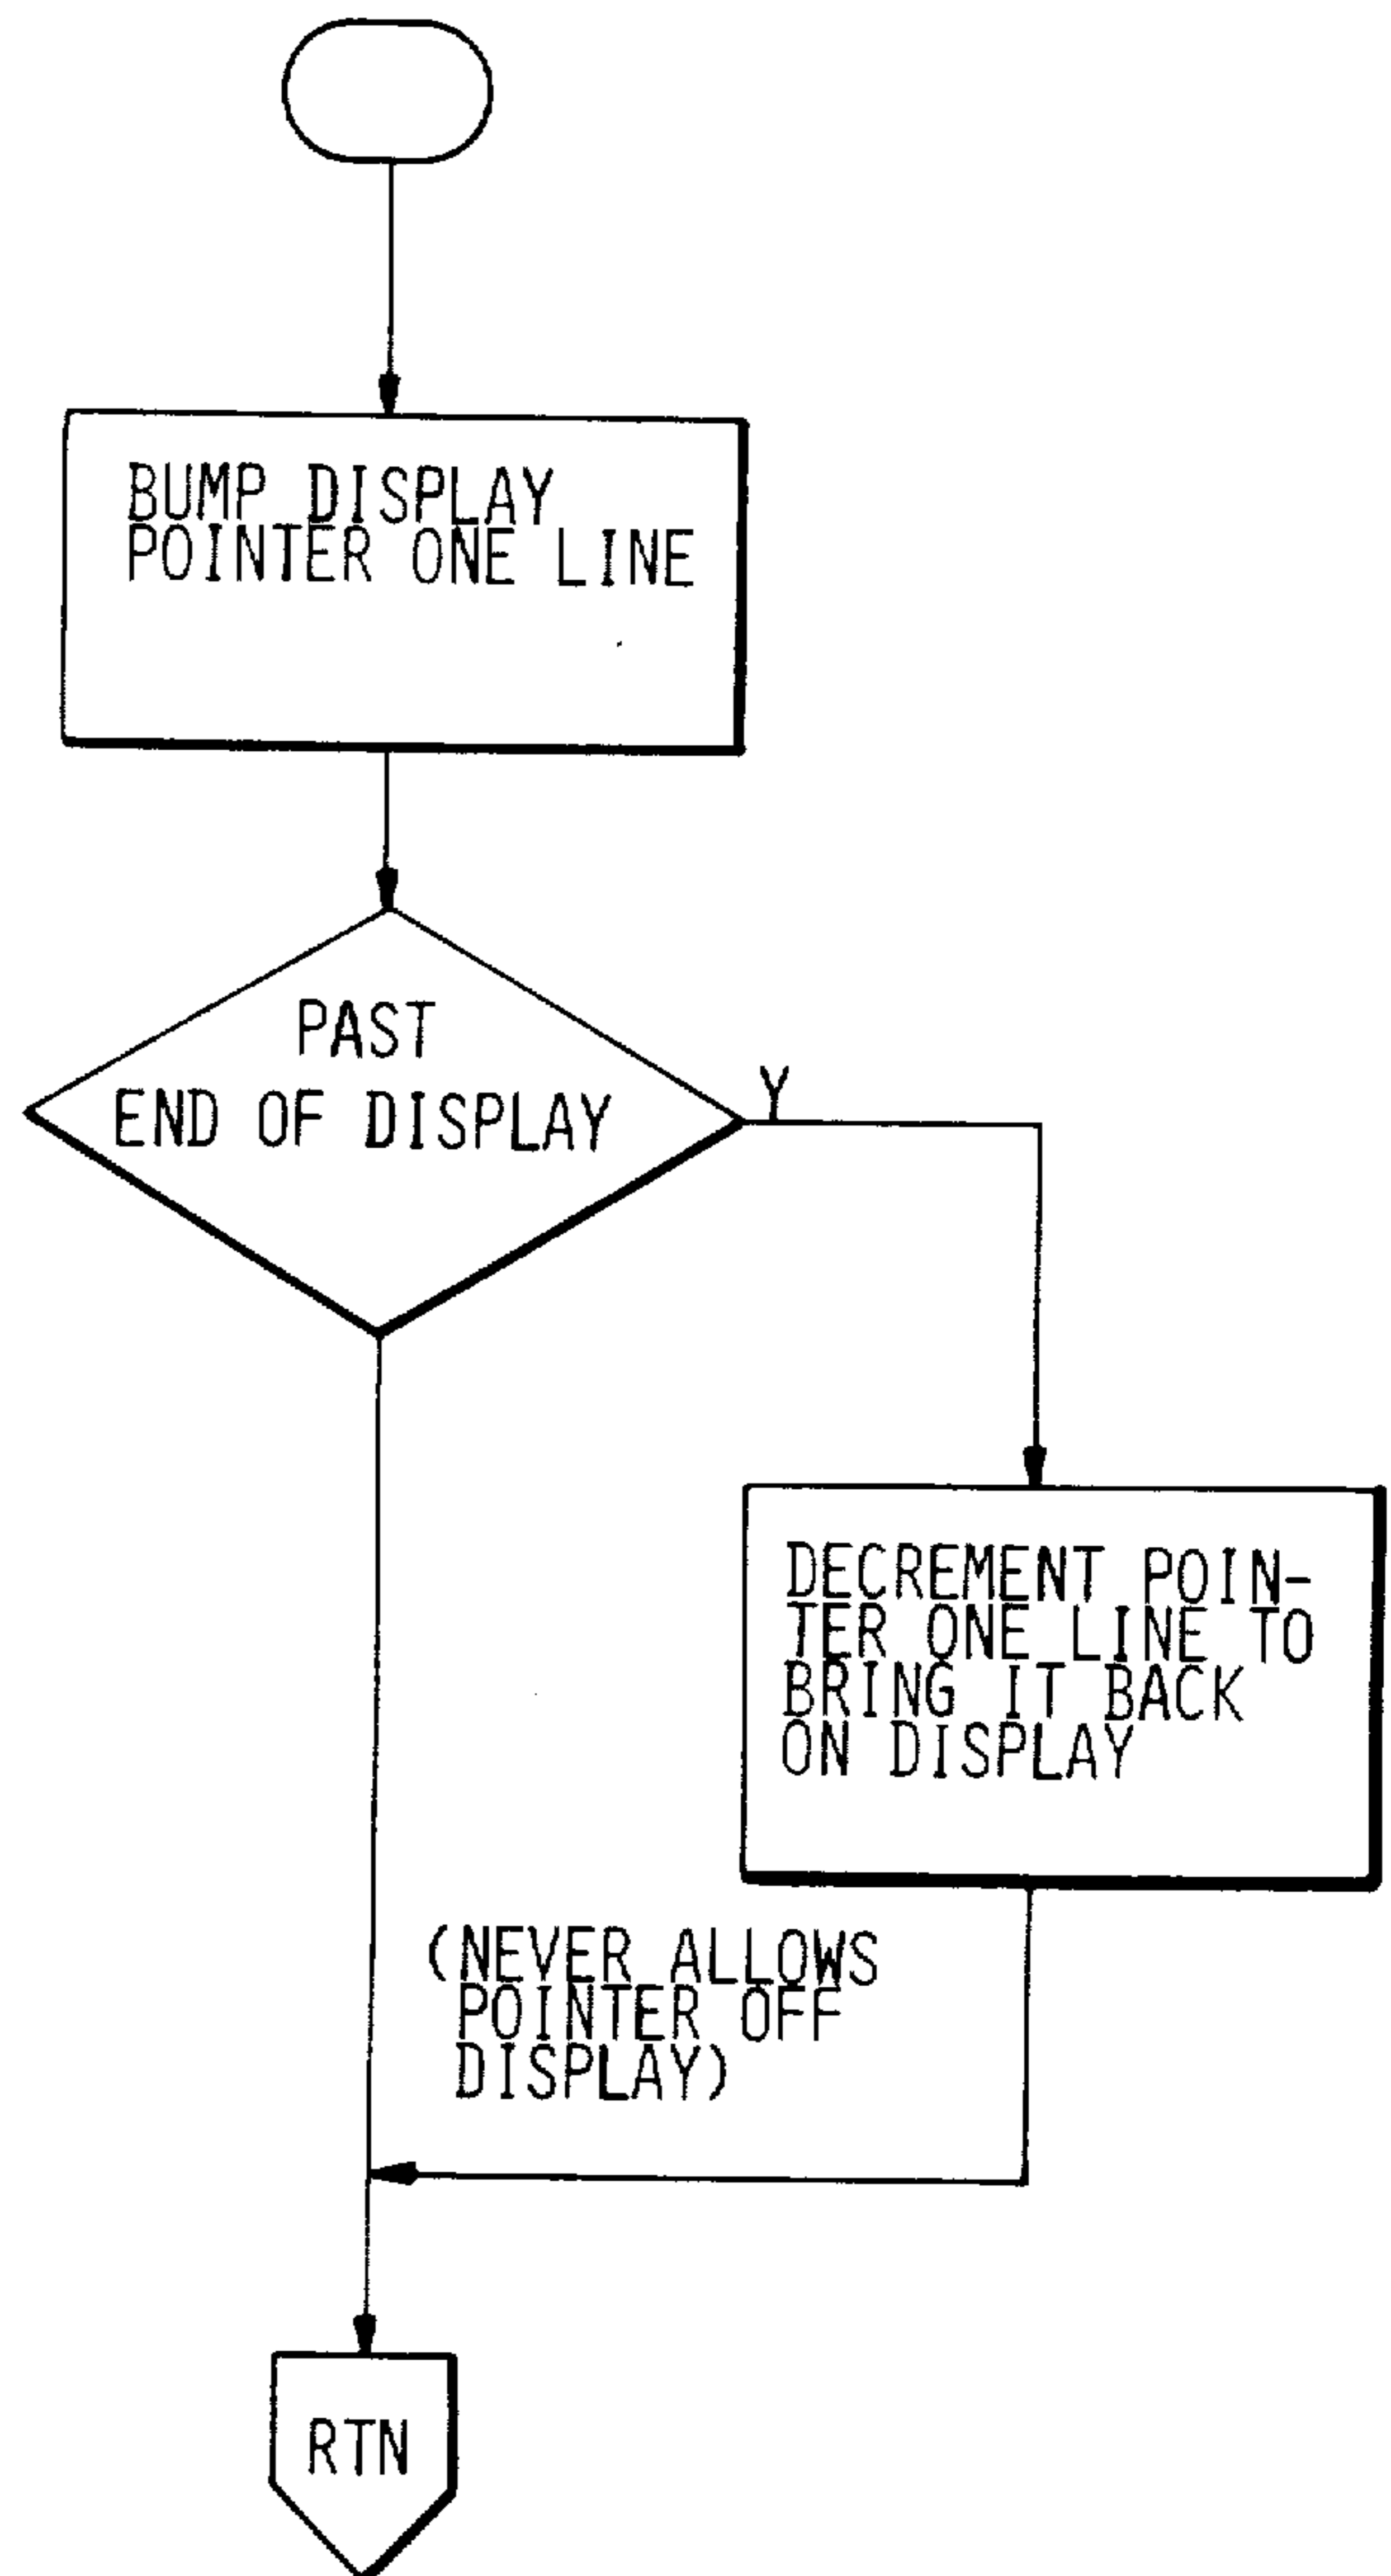 BUMP DISPLAY
POINTER ONE LINE
PAST
END OF DISPLAY
Y
DECREMENT POIN-
TER ONE LINE TO
BRING IT BACK
ON DISPLAY
(NEVER ALLOWS
POINTER OFF
DISPLAY)
RTN